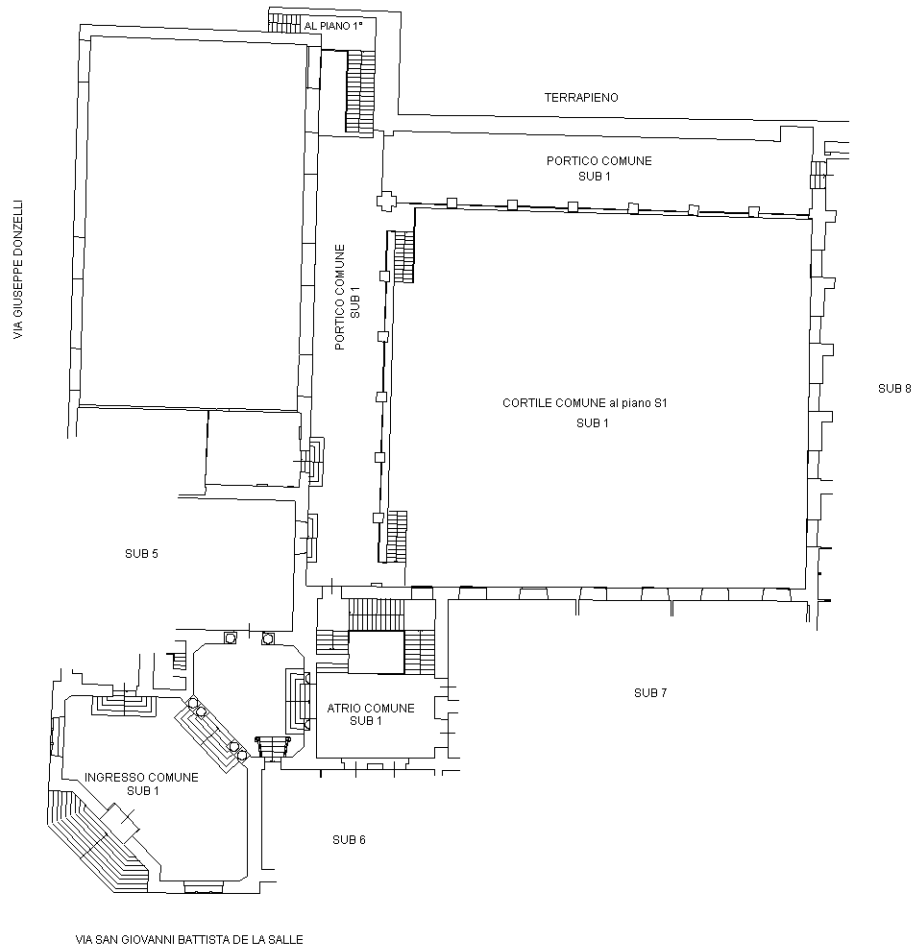 AL PIANO 1°
TERRAPIENO
PORTICO COMUNE
SUB 1
VIA GIUSEPPE DONZELLI
PORTICO COMUNE
SUB 1
SUB 8
CORTILE COMUNE al piano S1
SUB 1
SUB 5
SUB 7
ATRIO COMUNE
SUB 1
INGRESSO COMUNE
SUB 1
SUB 6
VIA SAN GIOVANNI BATTISTA DE LA SALLE